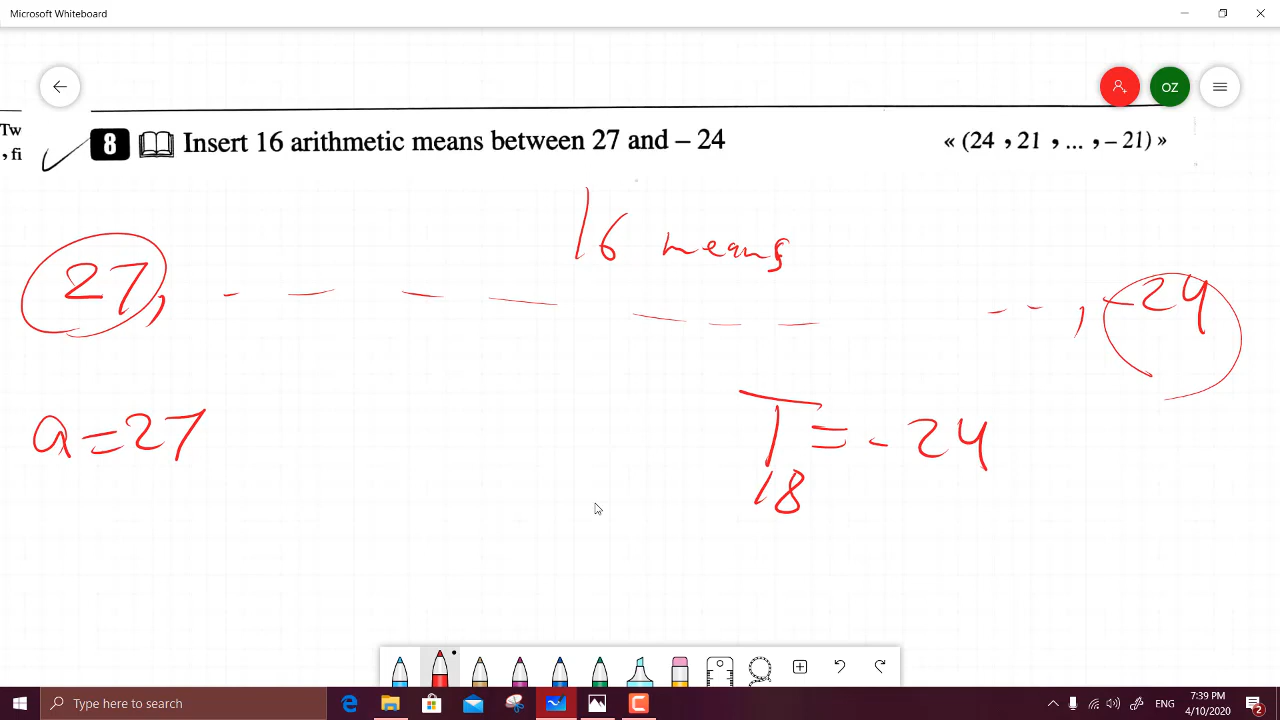 Microsoft Whiteboard
OZ
Tw
, fi
8 Insert 16 arithmetic means between 27 and – 24 « (24 , 21 , ... , – 21) »
16 means
27, - - - - - - - - - , -24
a = 27
T18 = - 24
Type here to search
ENG
7:39 PM
4/10/2020
2